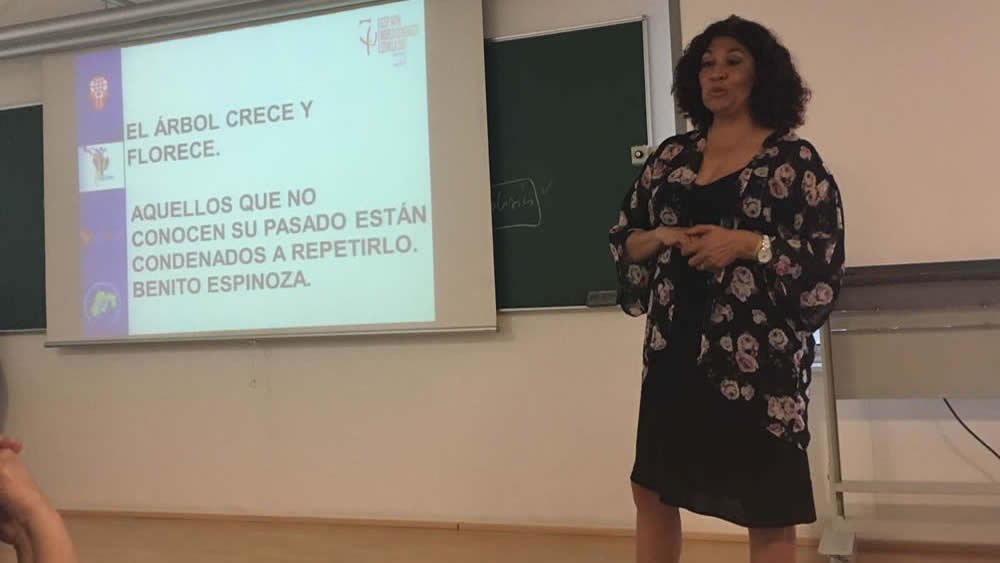 EL ÁRBOL CRECE Y
FLORECE.
AQUELLOS QUE NO
CONOCEN SU PASADO ESTÁN
CONDENADOS A REPETIRLO.
BENITO ESPINOZA.